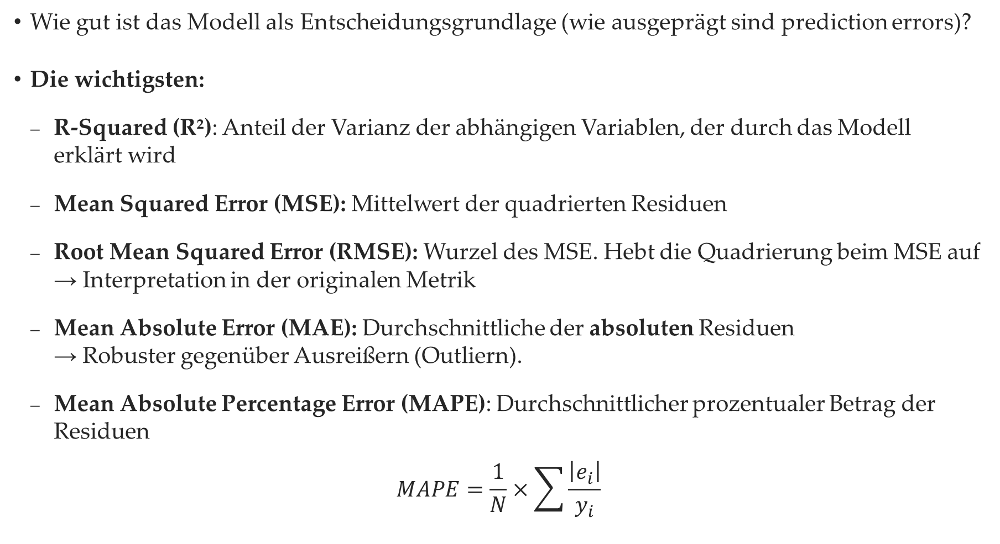 • Wie gut ist das Modell als Entscheidungsgrundlage (wie ausgeprägt sind prediction errors)?
• Die wichtigsten:
– R-Squared (R²): Anteil der Varianz der abhängigen Variablen, der durch das Modell
erklärt wird
– Mean Squared Error (MSE): Mittelwert der quadrierten Residuen
– Root Mean Squared Error (RMSE): Wurzel des MSE. Hebt die Quadrierung beim MSE auf
→ Interpretation in der originalen Metrik
– Mean Absolute Error (MAE): Durchschnittliche der absoluten Residuen
→ Robuster gegenüber Ausreißern (Outliern).
– Mean Absolute Percentage Error (MAPE): Durchschnittlicher prozentualer Betrag der
Residuen
MAPE = 1/N × ∑ |e_i|/y_i